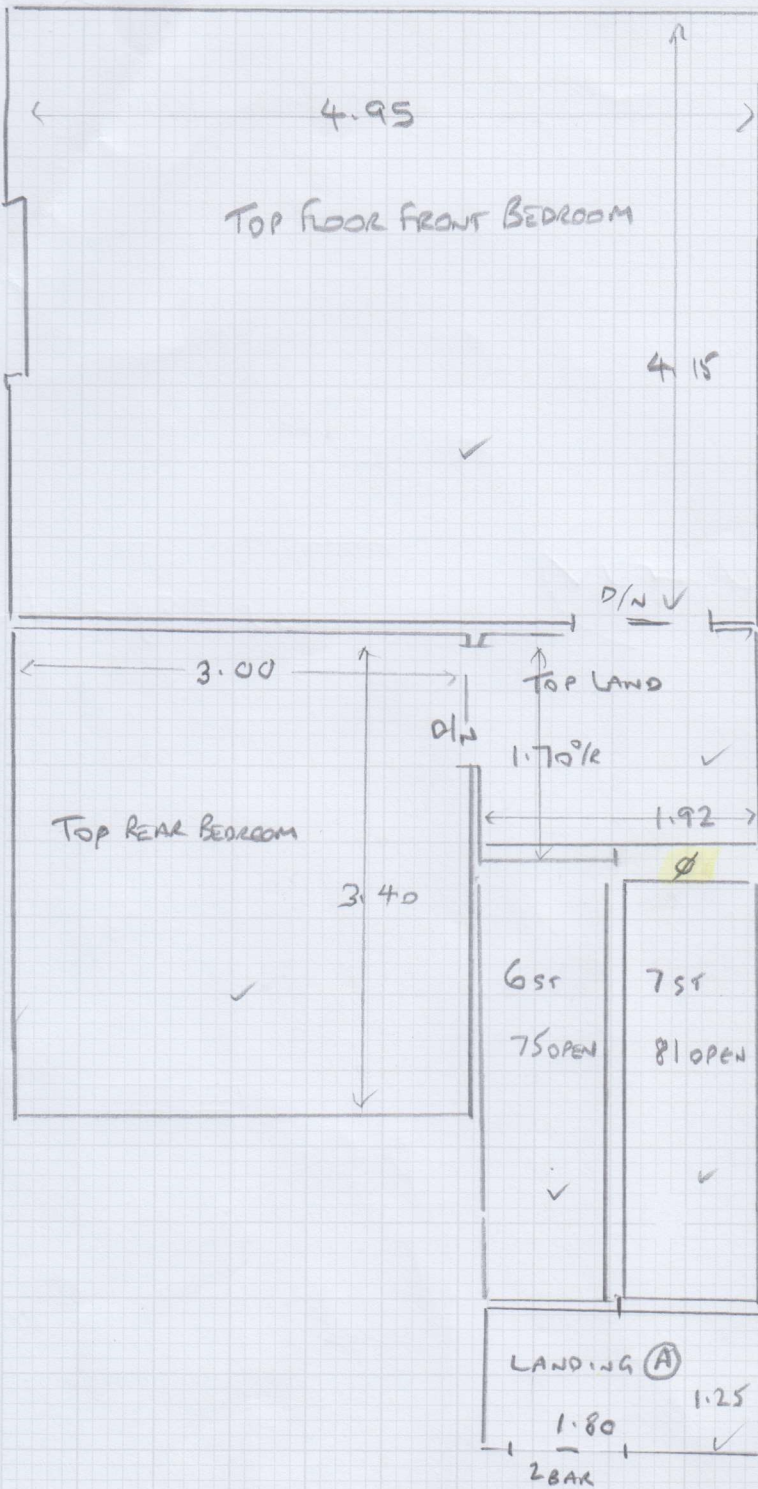 4.95
TOP FLOOR FRONT BEDROOM
4.15
D/N
3.00
TOP LAND
D/N
1.70 O/R
1.92
TOP REAR BEDROOM
Ø
3.40
6 ST
7 ST
75 OPEN
81 OPEN
LANDING A
1.25
1.80
2 BAR